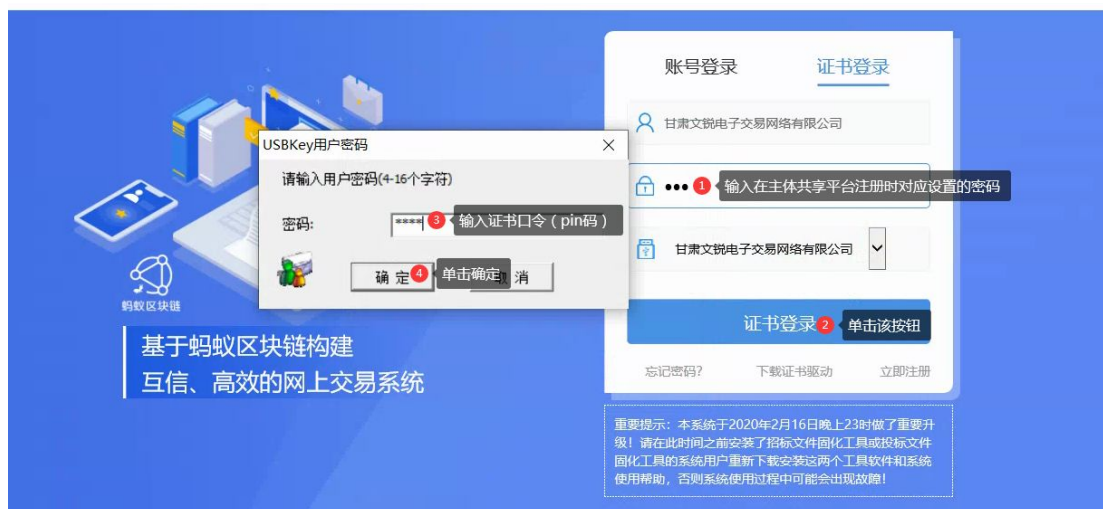 账号登录
证书登录
甘肃文锐电子交易网络有限公司
USBKey用户密码
请输入用户密码(4-16个字符)
••• 1 输入在主体共享平台注册时对应设置的密码
密码: **** 3 输入证书口令（pin码）
甘肃文锐电子交易网络有限公司
确定 4 单击确定 消
蚂蚁区块链
证书登录 2 单击该按钮
基于蚂蚁区块链构建
互信、高效的网上交易系统
忘记密码?
下载证书驱动
立即注册
重要提示：本系统于2020年2月16日晚上23时做了重要升
级！请在此时间之前安装了招标文件固化工具或投标文件
固化工具的系统用户重新下载安装这两个工具软件和系统
使用帮助，否则系统使用过程中可能会出现故障！